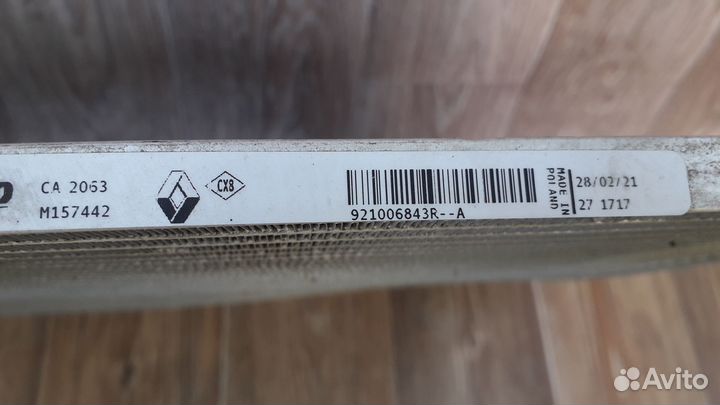 CA 2063
M157442
CX8
921006843R--A
MADE IN
POLAND
28/02/21
27 1717
Avito